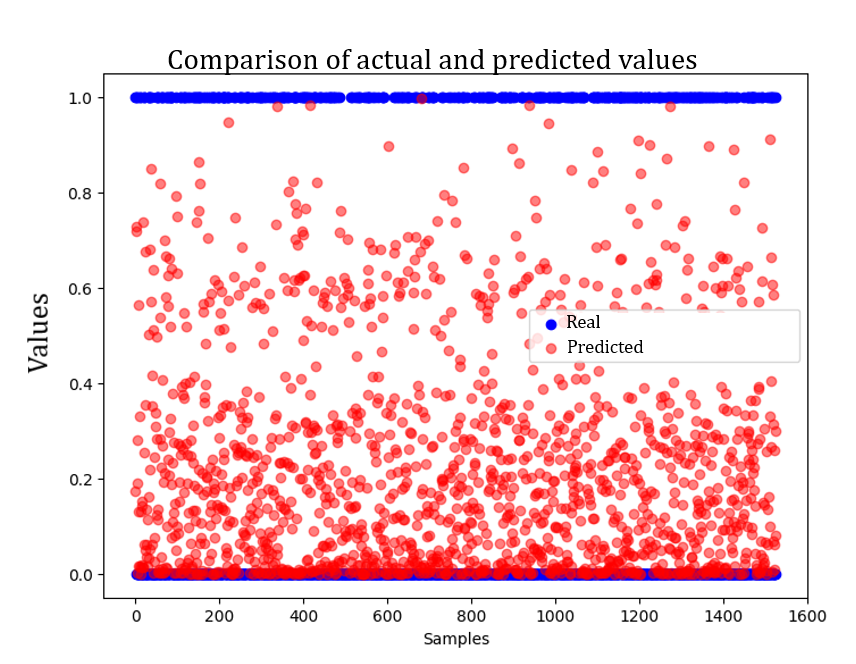 Comparison of actual and predicted values
Values
1.0
0.8
0.6
0.4
0.2
0.0
Real
Predicted
0 200 400 600 800 1000 1200 1400 1600
Samples